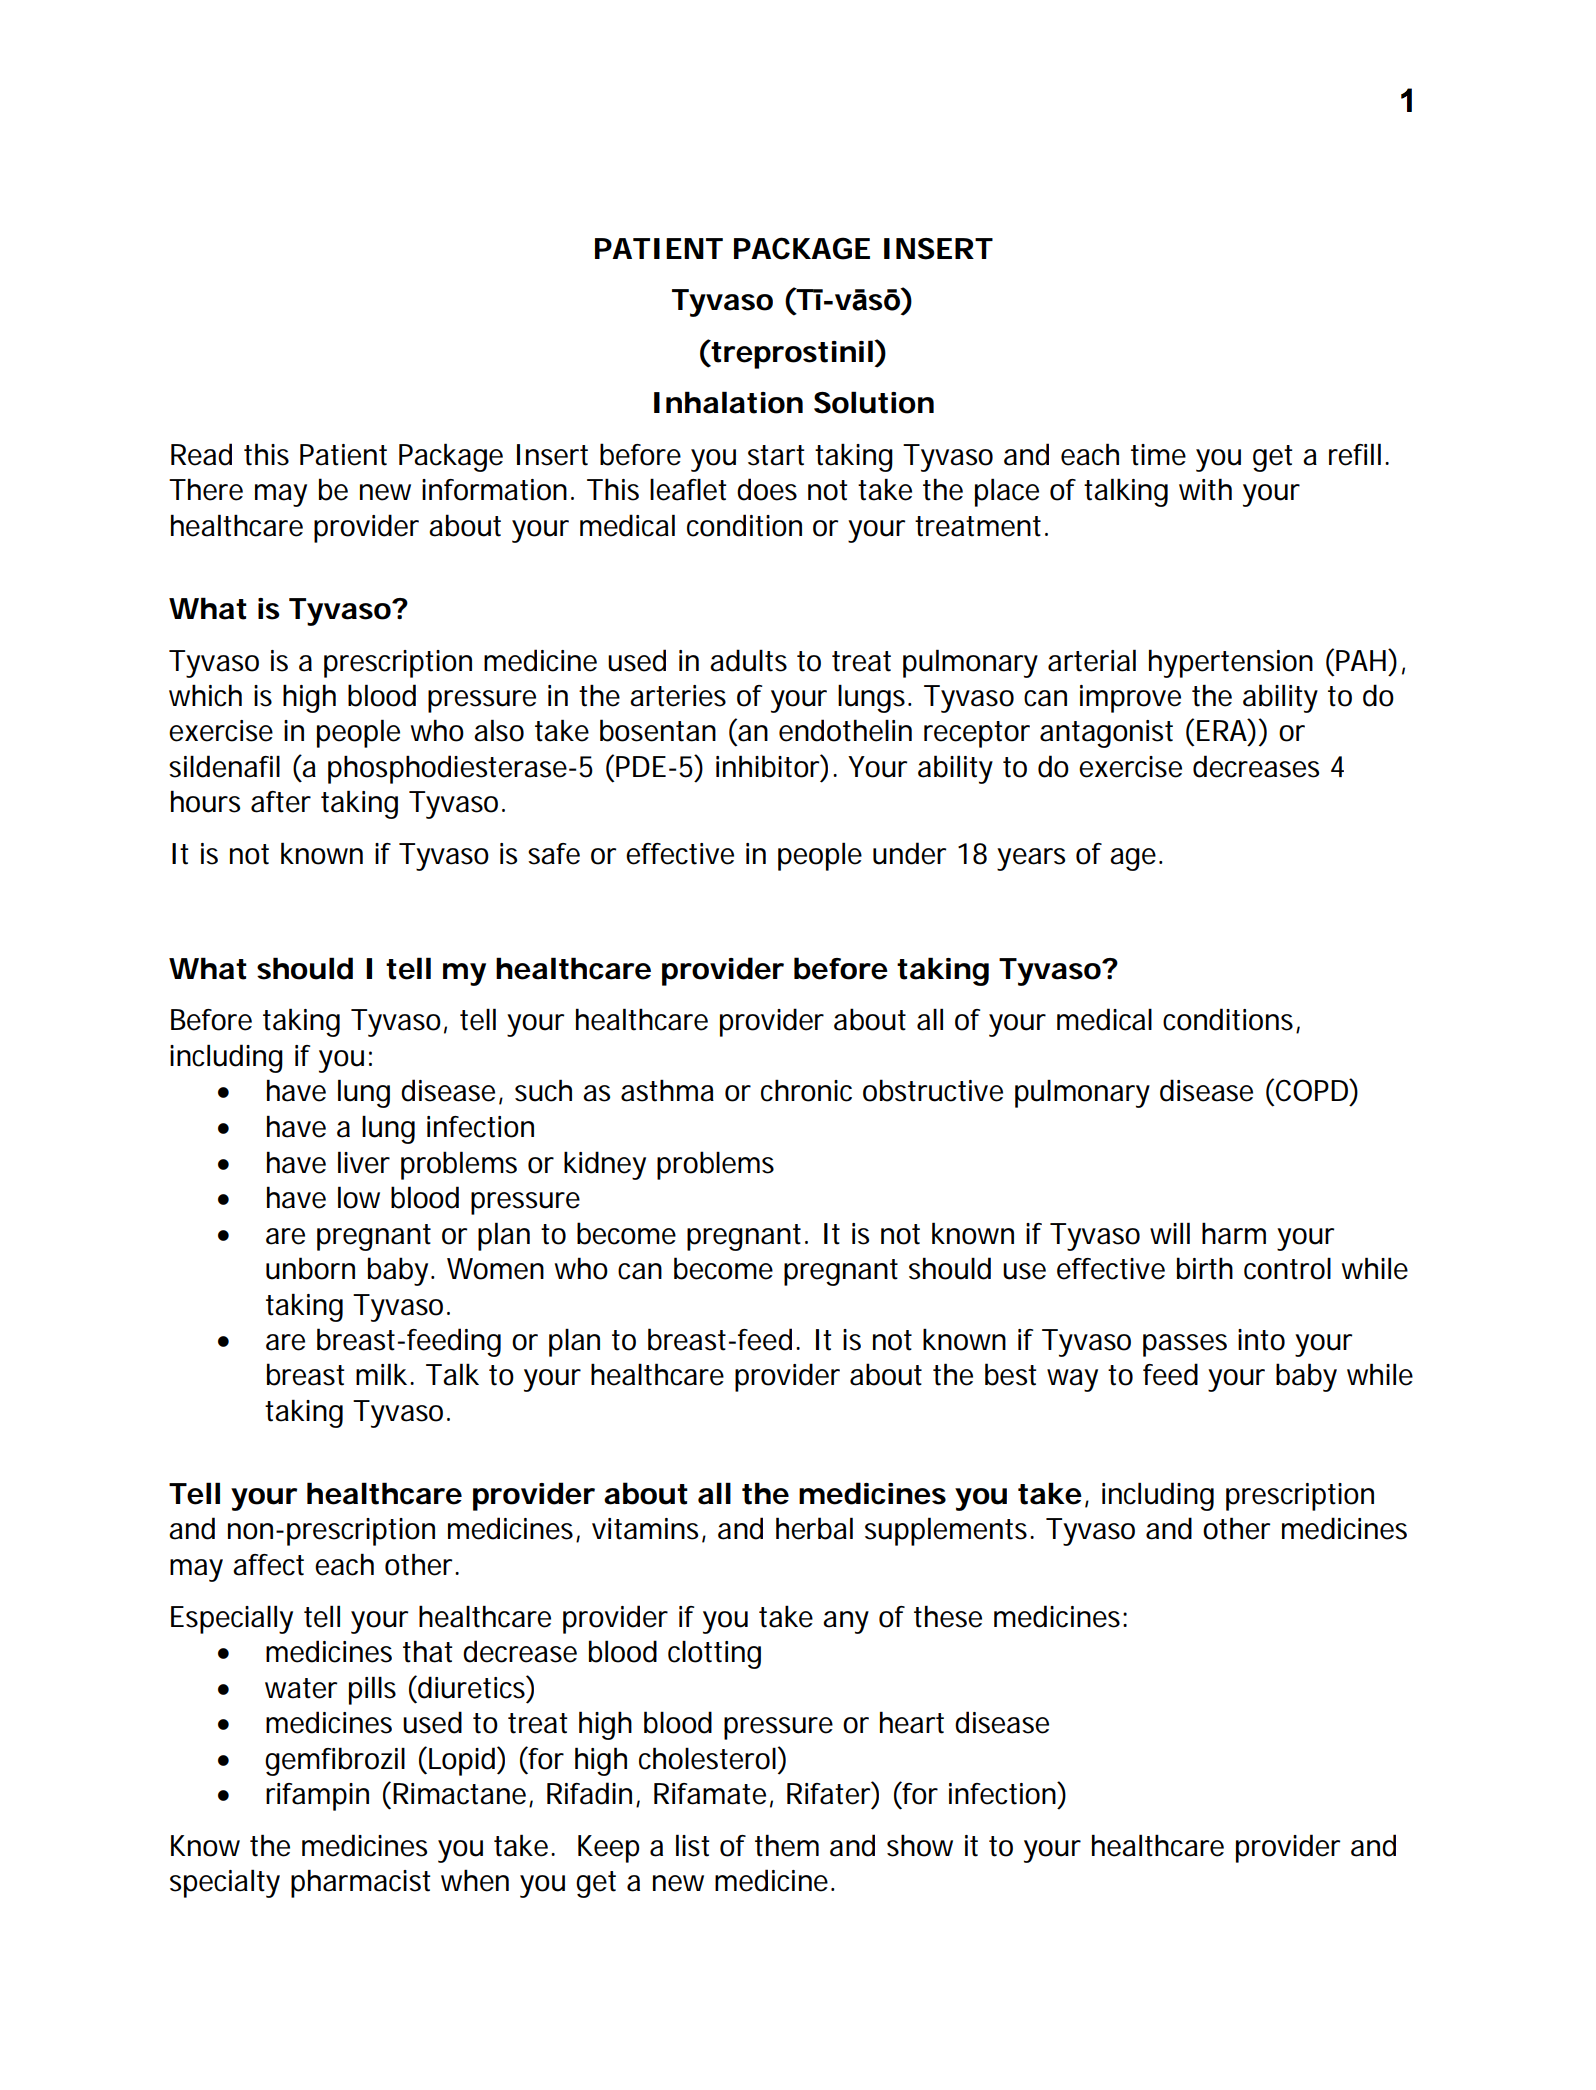 1
PATIENT PACKAGE INSERT
Tyvaso (Tī-vāsō)
(treprostinil)
Inhalation Solution
Read this Patient Package Insert before you start taking Tyvaso and each time you get a refill.
There may be new information. This leaflet does not take the place of talking with your
healthcare provider about your medical condition or your treatment.
What is Tyvaso?
Tyvaso is a prescription medicine used in adults to treat pulmonary arterial hypertension (PAH),
which is high blood pressure in the arteries of your lungs. Tyvaso can improve the ability to do
exercise in people who also take bosentan (an endothelin receptor antagonist (ERA)) or
sildenafil (a phosphodiesterase-5 (PDE-5) inhibitor). Your ability to do exercise decreases 4
hours after taking Tyvaso.
It is not known if Tyvaso is safe or effective in people under 18 years of age.
What should I tell my healthcare provider before taking Tyvaso?
Before taking Tyvaso, tell your healthcare provider about all of your medical conditions,
including if you:
• have lung disease, such as asthma or chronic obstructive pulmonary disease (COPD)
• have a lung infection
• have liver problems or kidney problems
• have low blood pressure
• are pregnant or plan to become pregnant. It is not known if Tyvaso will harm your
unborn baby. Women who can become pregnant should use effective birth control while
taking Tyvaso.
• are breast-feeding or plan to breast-feed. It is not known if Tyvaso passes into your
breast milk. Talk to your healthcare provider about the best way to feed your baby while
taking Tyvaso.
Tell your healthcare provider about all the medicines you take, including prescription
and non-prescription medicines, vitamins, and herbal supplements. Tyvaso and other medicines
may affect each other.
Especially tell your healthcare provider if you take any of these medicines:
• medicines that decrease blood clotting
• water pills (diuretics)
• medicines used to treat high blood pressure or heart disease
• gemfibrozil (Lopid) (for high cholesterol)
• rifampin (Rimactane, Rifadin, Rifamate, Rifater) (for infection)
Know the medicines you take.  Keep a list of them and show it to your healthcare provider and
specialty pharmacist when you get a new medicine.